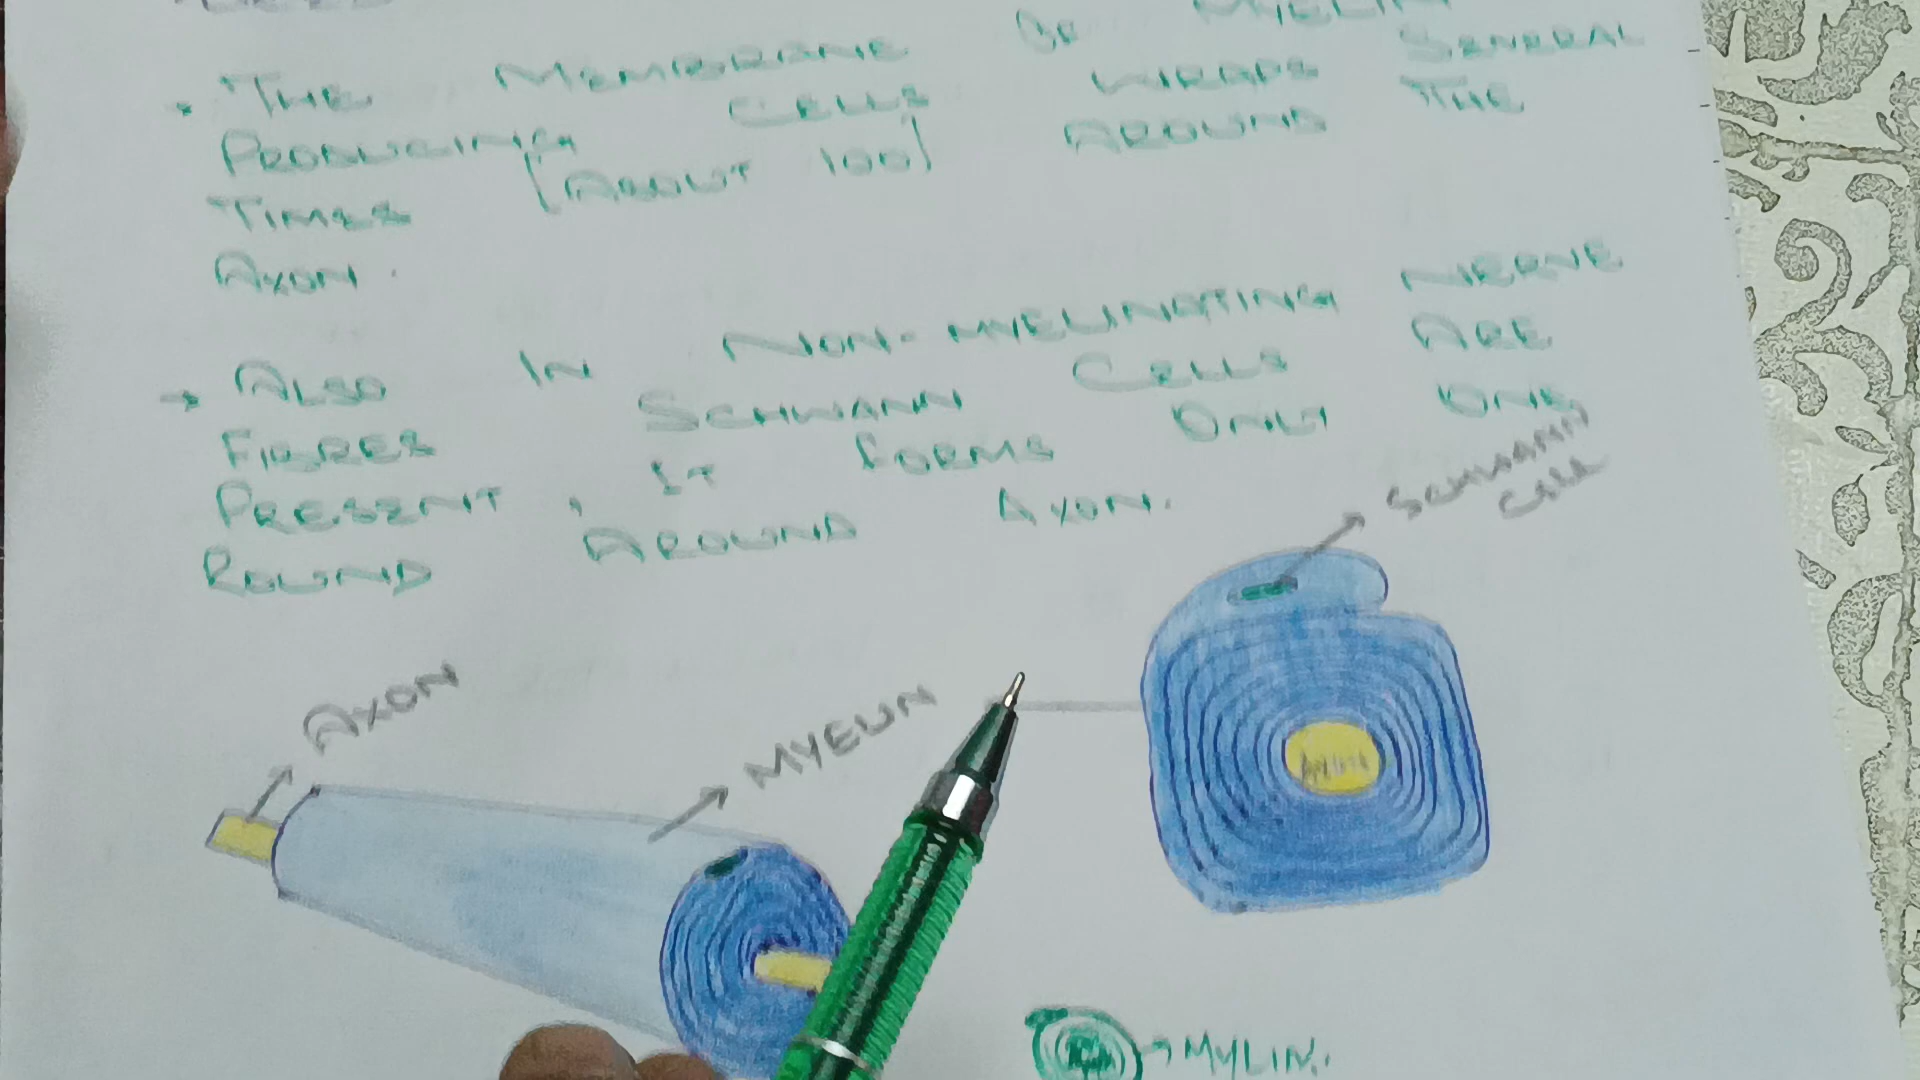 • THE MEMBRANE OF MYELIN
PRODUCING CELLS WRAPS SEVERAL
TIMES (ABOUT 100) AROUND THE
AXON.
→ ALSO IN NON-MYELINATING NERVE
FIBRES SCHWANN CELLS ARE
PRESENT, IT FORMS ONLY ONE
ROUND AROUND AXON.
SCHWANN
CELL
AXON
MYELIN
AXON
→ MYLIN.